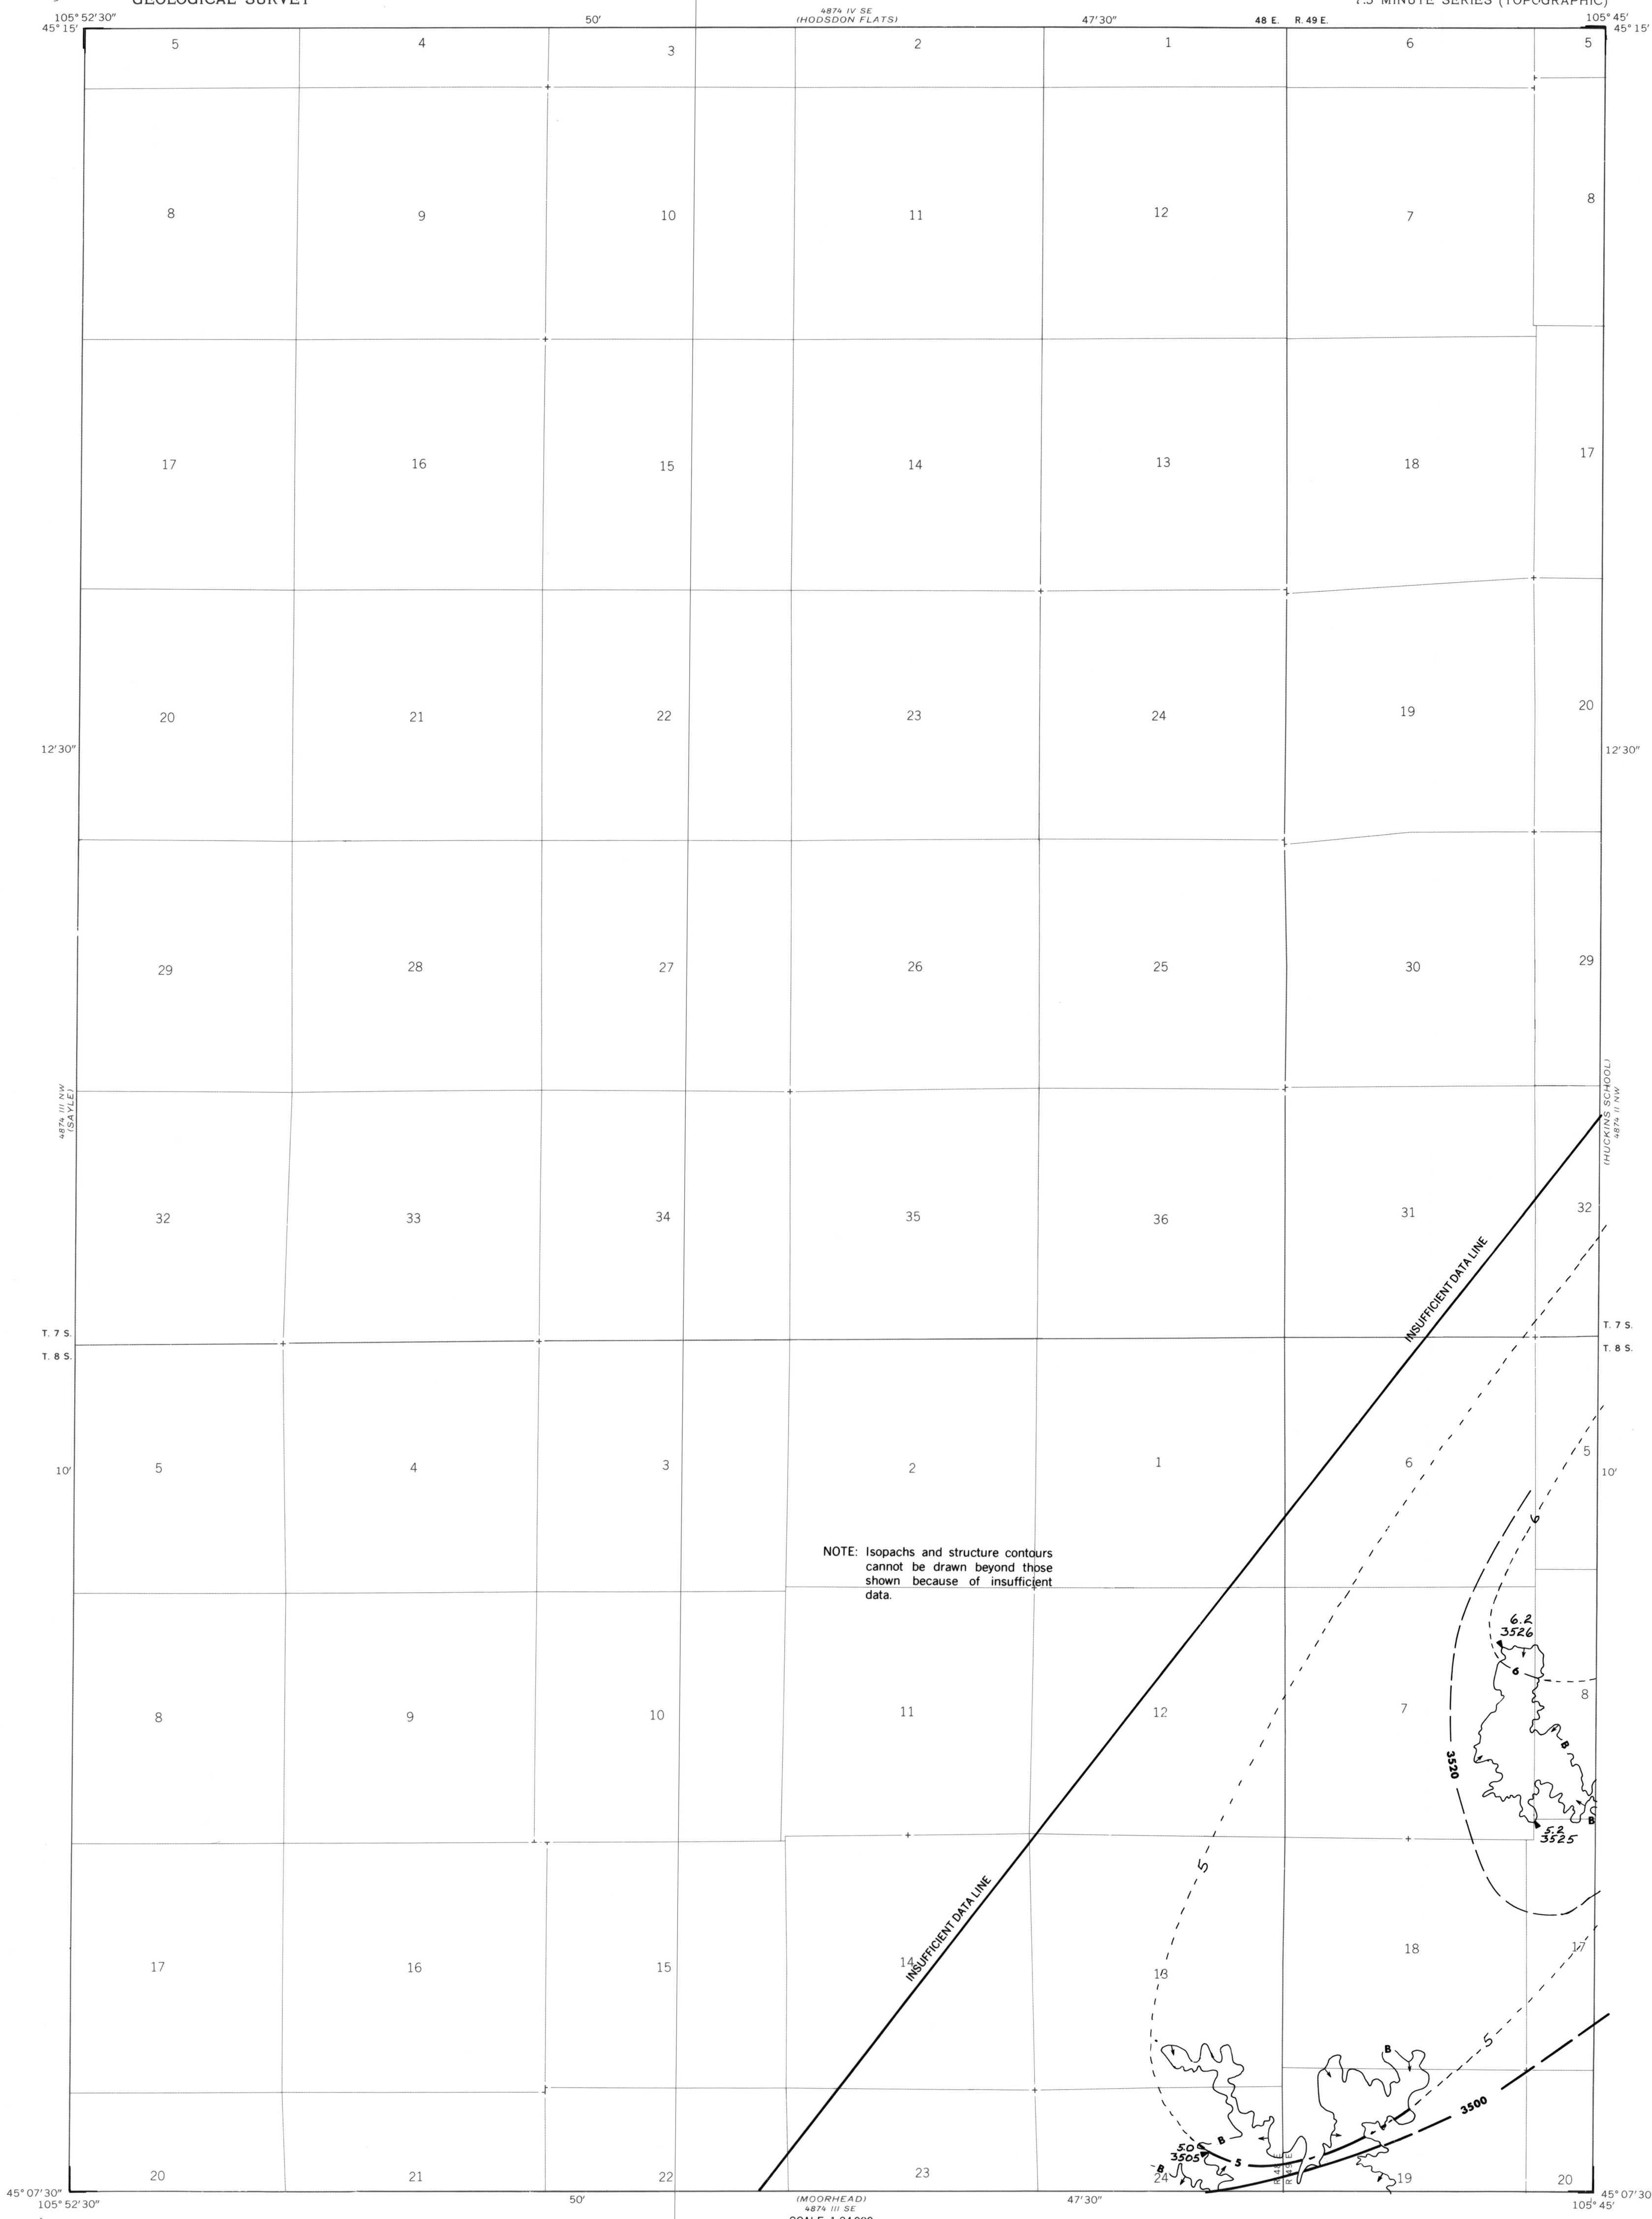 GEOLOGICAL SURVEY
7.5 MINUTE SERIES (TOPOGRAPHIC)
105° 52'30" 50' 4874 IV SE 47'30" 48 E. R. 49 E. 105° 45'
(HODSDON FLATS)
45° 15' 45° 15'
5 4 3 2 1 6 5
8 9 10 11 12 7 8
17 16 15 14 13 18 17
20 21 22 23 24 19 20
12'30" 12'30"
29 28 27 26 25 30 29
4874 III NW
(SAYLE)
(HUCKINS SCHOOL)
4874 II NW
32 33 34 35 36 31 32
INSUFFICIENT DATA LINE
T. 7 S. T. 7 S.
T. 8 S. T. 8 S.
5 4 3 2 1 6 5
10' 10'
6
NOTE: Isopachs and structure contours
cannot be drawn beyond those
shown because of insufficient
data.
6.2
3526
6
8 9 10 11 12 7 8
B
3520
B
5.2
3525
5
INSUFFICIENT DATA LINE
17 16 15 14 13 18 17
5
B
3500
B
5.0
3505
5
B
R 48 E
R 49 E
20 21 22 23 24 19 20
45° 07'30" 45° 07'30
105° 52'30" 50' (MOORHEAD) 47'30" 105° 45'
4874 III SE